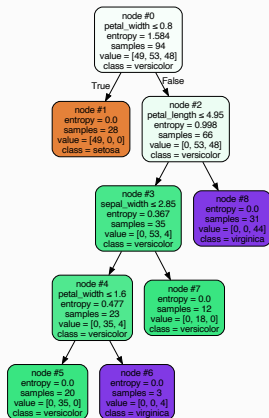 node #0
petal_width ≤ 0.8
entropy = 1.584
samples = 94
value = [49, 53, 48]
class = versicolor
True
False
node #1
entropy = 0.0
samples = 28
value = [49, 0, 0]
class = setosa
node #2
petal_length ≤ 4.95
entropy = 0.998
samples = 66
value = [0, 53, 48]
class = versicolor
node #3
sepal_width ≤ 2.85
entropy = 0.367
samples = 35
value = [0, 53, 4]
class = versicolor
node #8
entropy = 0.0
samples = 31
value = [0, 0, 44]
class = virginica
node #4
petal_width ≤ 1.6
entropy = 0.477
samples = 23
value = [0, 35, 4]
class = versicolor
node #7
entropy = 0.0
samples = 12
value = [0, 18, 0]
class = versicolor
node #5
entropy = 0.0
samples = 20
value = [0, 35, 0]
class = versicolor
node #6
entropy = 0.0
samples = 3
value = [0, 0, 4]
class = virginica